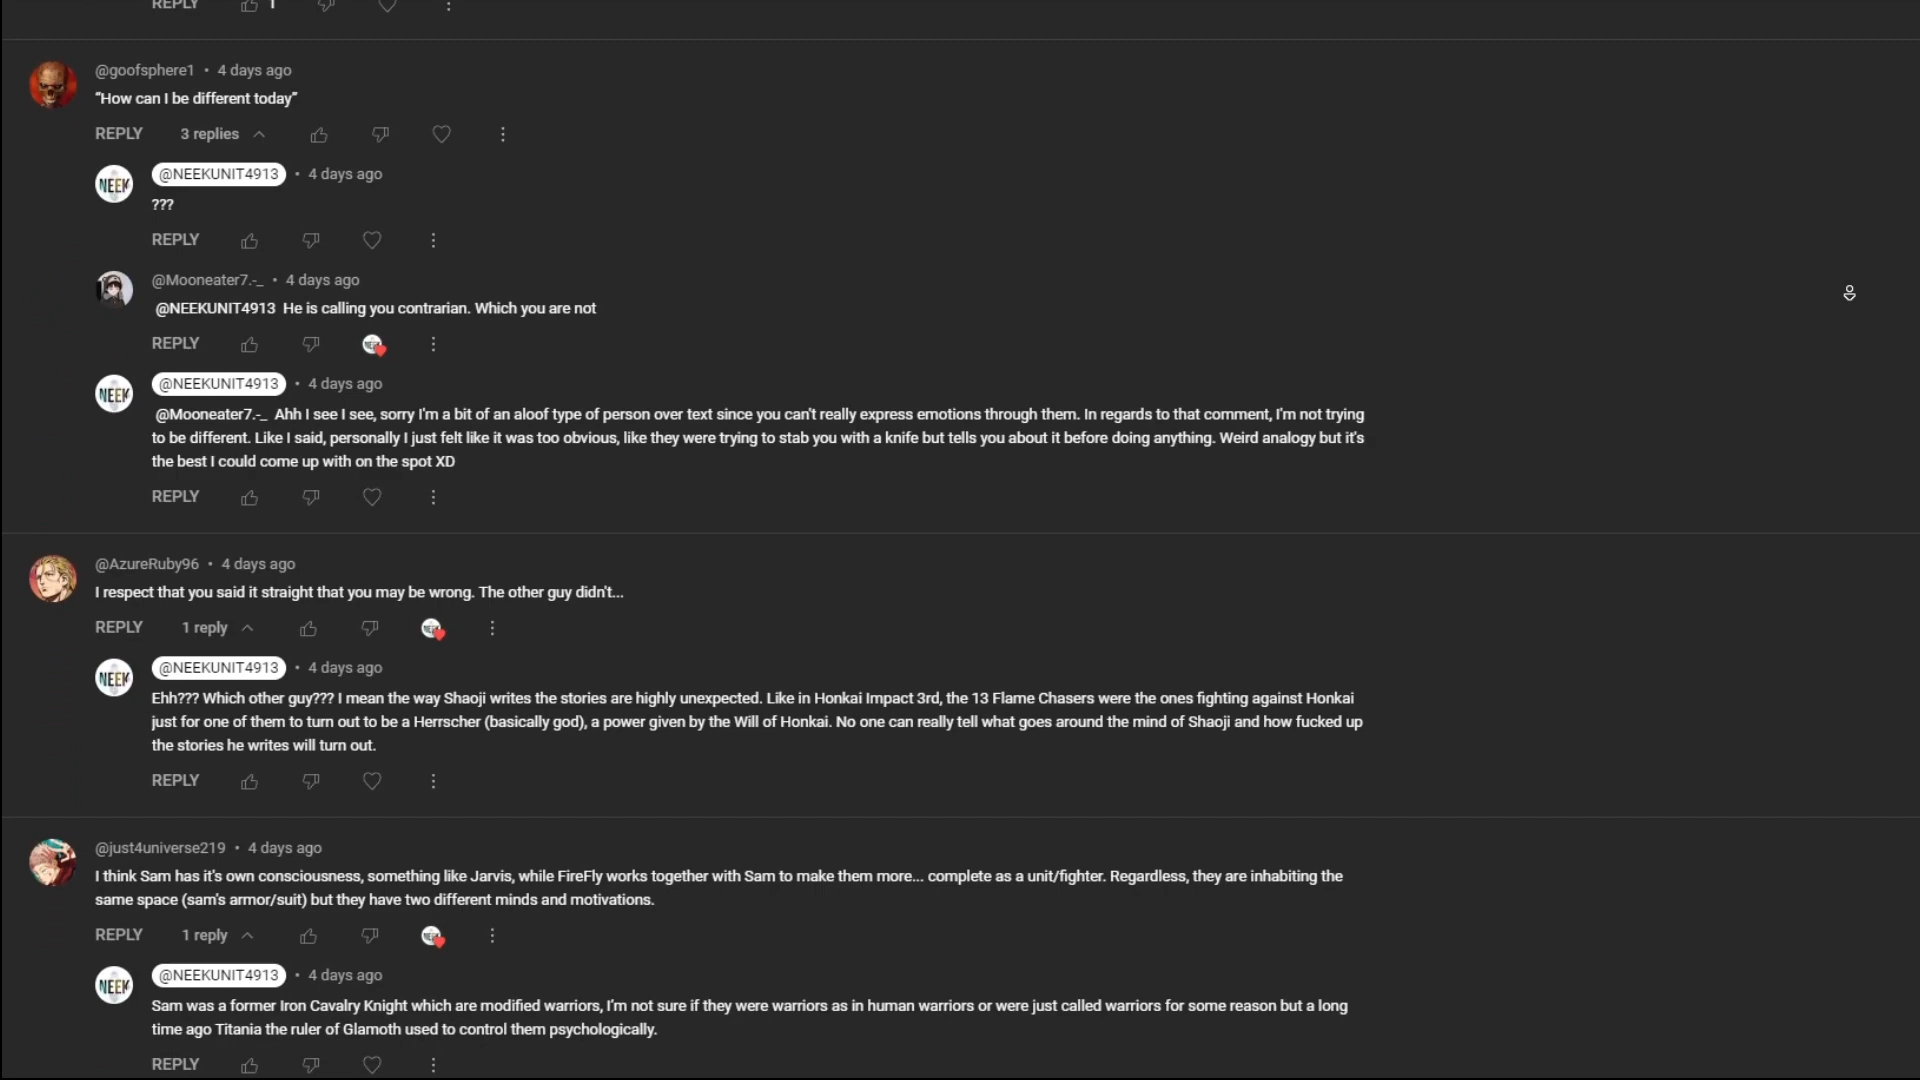 REPLY 1
@goofsphere1 • 4 days ago
“How can I be different today”
REPLY 3 replies
NEEK
@NEEKUNIT4913 • 4 days ago
???
REPLY
@Mooneater7.-_ • 4 days ago
@NEEKUNIT4913 He is calling you contrarian. Which you are not
REPLY
NEEK
@NEEKUNIT4913 • 4 days ago
@Mooneater7.-_ Ahh I see I see, sorry I'm a bit of an aloof type of person over text since you can't really express emotions through them. In regards to that comment, I'm not trying
to be different. Like I said, personally I just felt like it was too obvious, like they were trying to stab you with a knife but tells you about it before doing anything. Weird analogy but it's
the best I could come up with on the spot XD
REPLY
@AzureRuby96 • 4 days ago
I respect that you said it straight that you may be wrong. The other guy didn't...
REPLY 1 reply
NEEK
@NEEKUNIT4913 • 4 days ago
Ehh??? Which other guy??? I mean the way Shaoji writes the stories are highly unexpected. Like in Honkai Impact 3rd, the 13 Flame Chasers were the ones fighting against Honkai
just for one of them to turn out to be a Herrscher (basically god), a power given by the Will of Honkai. No one can really tell what goes around the mind of Shaoji and how fucked up
the stories he writes will turn out.
REPLY
@just4universe219 • 4 days ago
I think Sam has it's own consciousness, something like Jarvis, while FireFly works together with Sam to make them more... complete as a unit/fighter. Regardless, they are inhabiting the
same space (sam's armor/suit) but they have two different minds and motivations.
REPLY 1 reply
NEEK
@NEEKUNIT4913 • 4 days ago
Sam was a former Iron Cavalry Knight which are modified warriors, I'm not sure if they were warriors as in human warriors or were just called warriors for some reason but a long
time ago Titania the ruler of Glamoth used to control them psychologically.
REPLY